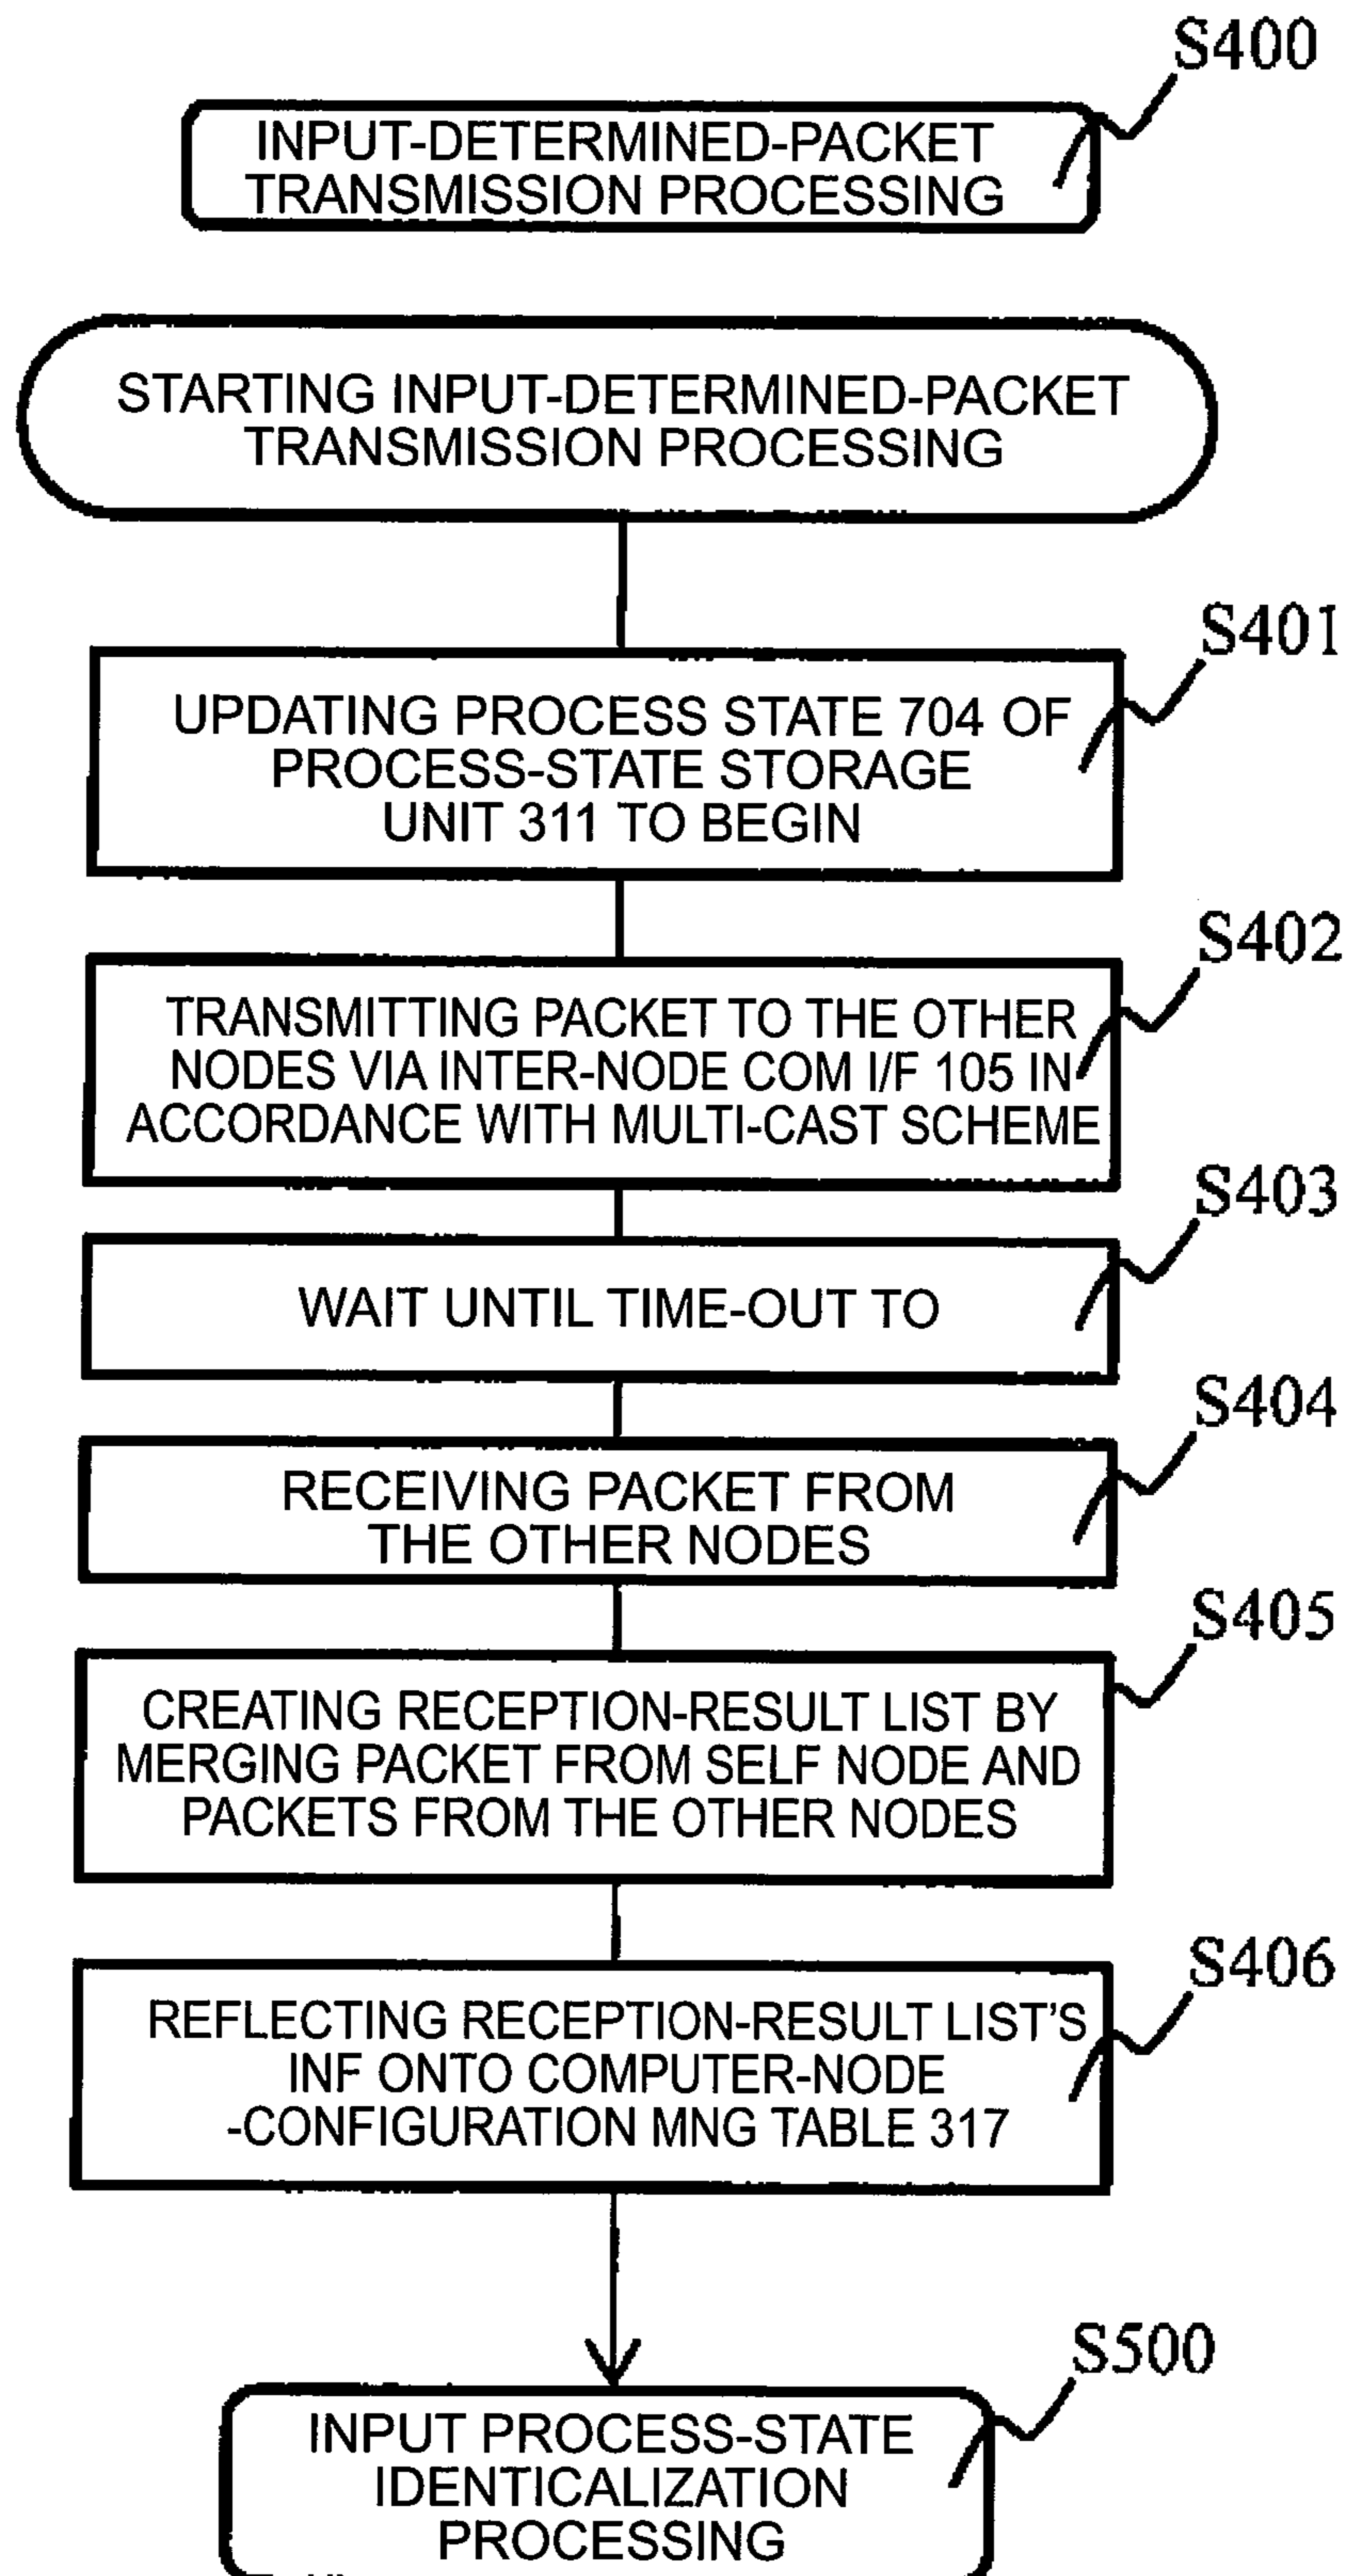 S400
INPUT-DETERMINED-PACKET
TRANSMISSION PROCESSING
STARTING INPUT-DETERMINED-PACKET
TRANSMISSION PROCESSING
S401
UPDATING PROCESS STATE 704 OF
PROCESS-STATE STORAGE
UNIT 311 TO BEGIN
S402
TRANSMITTING PACKET TO THE OTHER
NODES VIA INTER-NODE COM I/F 105 IN
ACCORDANCE WITH MULTI-CAST SCHEME
S403
WAIT UNTIL TIME-OUT TO
S404
RECEIVING PACKET FROM
THE OTHER NODES
S405
CREATING RECEPTION-RESULT LIST BY
MERGING PACKET FROM SELF NODE AND
PACKETS FROM THE OTHER NODES
S406
REFLECTING RECEPTION-RESULT LIST'S
INF ONTO COMPUTER-NODE
-CONFIGURATION MNG TABLE 317
S500
INPUT PROCESS-STATE
IDENTICALIZATION
PROCESSING